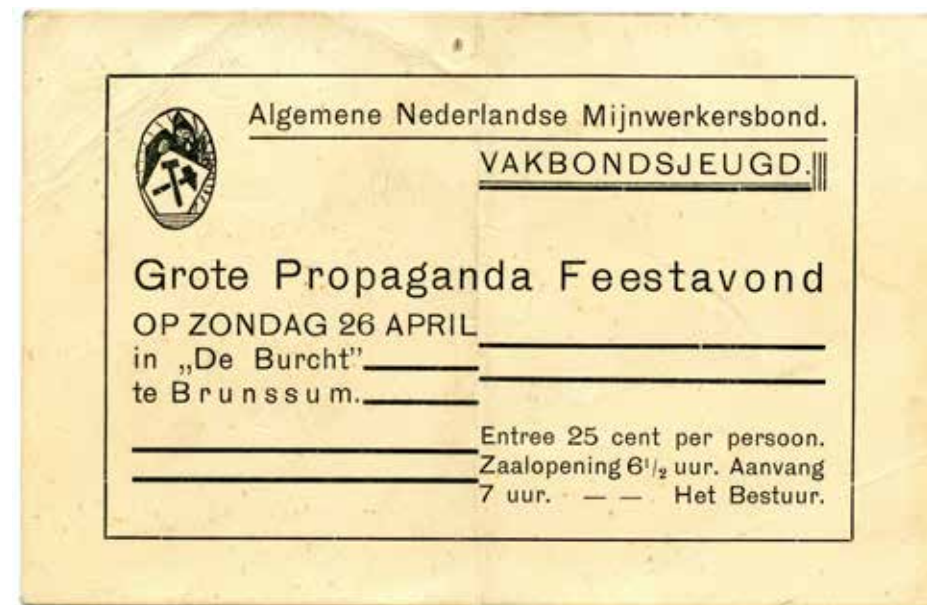 Algemene Nederlandse Mijnwerkersbond.
VAKBONDSJEUGD.
Grote Propaganda Feestavond
OP ZONDAG 26 APRIL
in „De Burcht”
te Brunssum.
Entree 25 cent per persoon.
Zaalopening 6¹/₂ uur. Aanvang
7 uur. — — Het Bestuur.